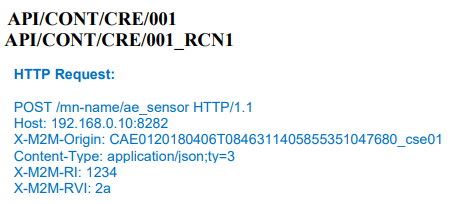 API/CONT/CRE/001
API/CONT/CRE/001_RCN1
HTTP Request:
POST /mn-name/ae_sensor HTTP/1.1
Host: 192.168.0.10:8282
X-M2M-Origin: CAE0120180406T0846311405855351047680_cse01
Content-Type: application/json;ty=3
X-M2M-RI: 1234
X-M2M-RVI: 2a